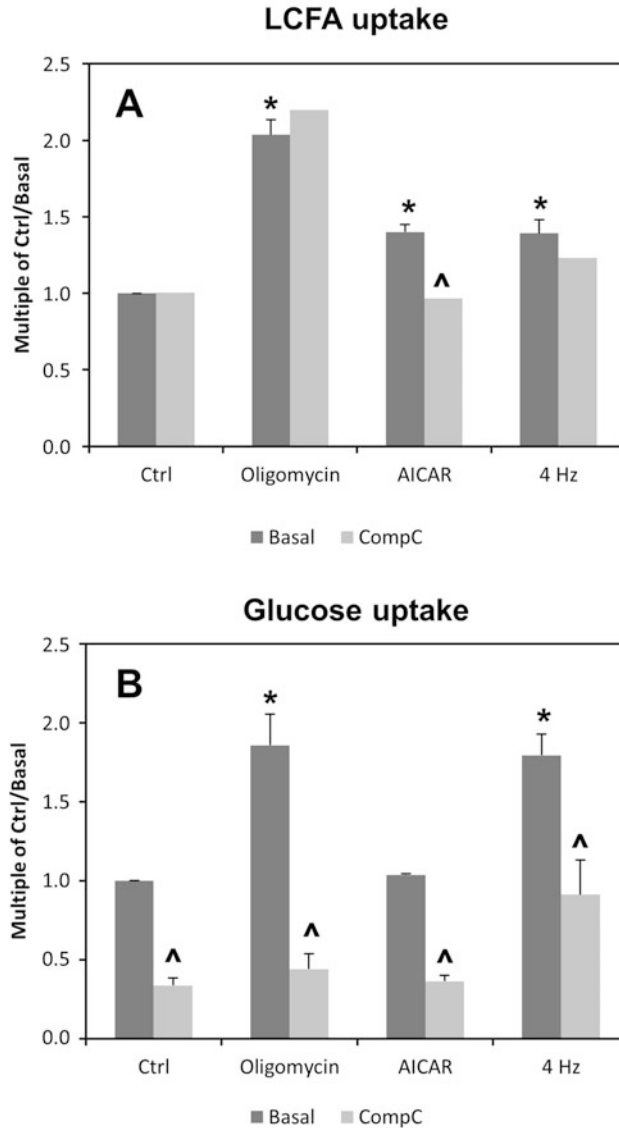 LCFA uptake
A
Multiple of Ctrl/Basal
2.5
2.0
1.5
1.0
0.5
0.0
*
*
^
*
Ctrl Oligomycin AICAR 4 Hz
Basal CompC
Glucose uptake
B
Multiple of Ctrl/Basal
2.5
2.0
1.5
1.0
0.5
0.0
^
*
^
^
*
^
Ctrl Oligomycin AICAR 4 Hz
Basal CompC